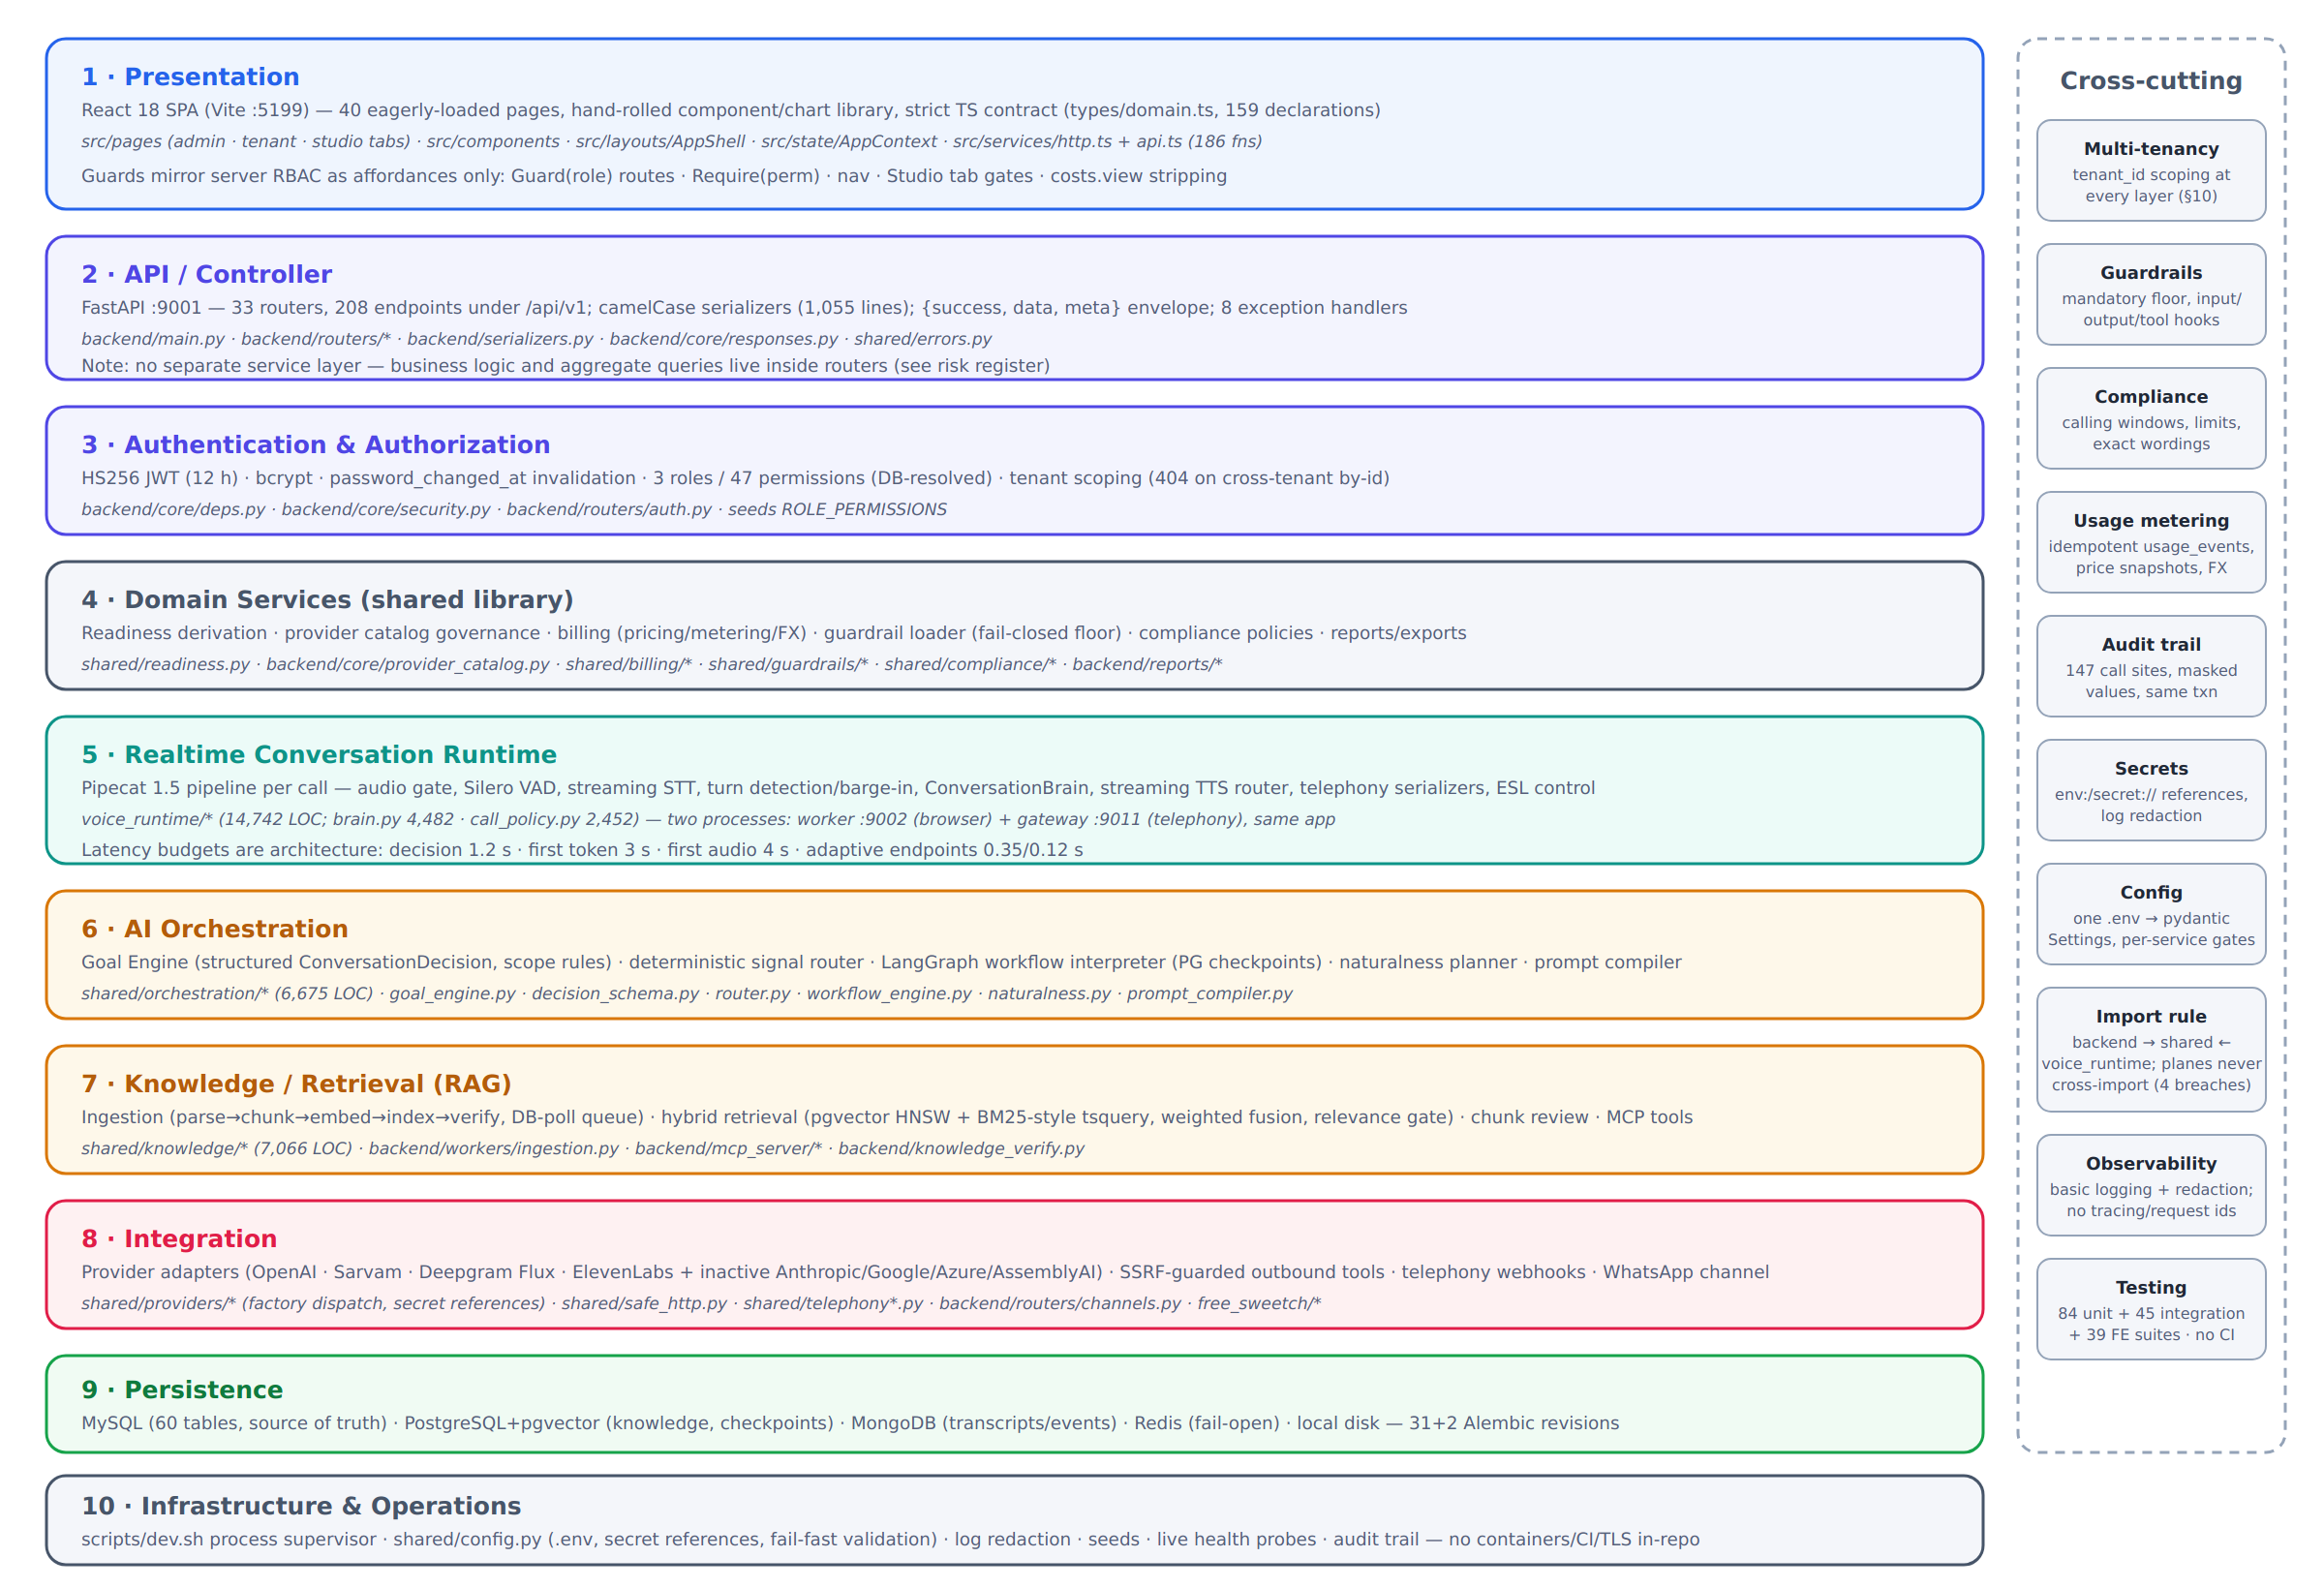 1 · Presentation
React 18 SPA (Vite :5199) — 40 eagerly-loaded pages, hand-rolled component/chart library, strict TS contract (types/domain.ts, 159 declarations)
src/pages (admin · tenant · studio tabs) · src/components · src/layouts/AppShell · src/state/AppContext · src/services/http.ts + api.ts (186 fns)
Guards mirror server RBAC as affordances only: Guard(role) routes · Require(perm) · nav · Studio tab gates · costs.view stripping
2 · API / Controller
FastAPI :9001 — 33 routers, 208 endpoints under /api/v1; camelCase serializers (1,055 lines); {success, data, meta} envelope; 8 exception handlers
backend/main.py · backend/routers/* · backend/serializers.py · backend/core/responses.py · shared/errors.py
Note: no separate service layer — business logic and aggregate queries live inside routers (see risk register)
3 · Authentication & Authorization
HS256 JWT (12 h) · bcrypt · password_changed_at invalidation · 3 roles / 47 permissions (DB-resolved) · tenant scoping (404 on cross-tenant by-id)
backend/core/deps.py · backend/core/security.py · backend/routers/auth.py · seeds ROLE_PERMISSIONS
4 · Domain Services (shared library)
Readiness derivation · provider catalog governance · billing (pricing/metering/FX) · guardrail loader (fail-closed floor) · compliance policies · reports/exports
shared/readiness.py · backend/core/provider_catalog.py · shared/billing/* · shared/guardrails/* · shared/compliance/* · backend/reports/*
5 · Realtime Conversation Runtime
Pipecat 1.5 pipeline per call — audio gate, Silero VAD, streaming STT, turn detection/barge-in, ConversationBrain, streaming TTS router, telephony serializers, ESL control
voice_runtime/* (14,742 LOC; brain.py 4,482 · call_policy.py 2,452) — two processes: worker :9002 (browser) + gateway :9011 (telephony), same app
Latency budgets are architecture: decision 1.2 s · first token 3 s · first audio 4 s · adaptive endpoints 0.35/0.12 s
6 · AI Orchestration
Goal Engine (structured ConversationDecision, scope rules) · deterministic signal router · LangGraph workflow interpreter (PG checkpoints) · naturalness planner · prompt compiler
shared/orchestration/* (6,675 LOC) · goal_engine.py · decision_schema.py · router.py · workflow_engine.py · naturalness.py · prompt_compiler.py
7 · Knowledge / Retrieval (RAG)
Ingestion (parse→chunk→embed→index→verify, DB-poll queue) · hybrid retrieval (pgvector HNSW + BM25-style tsquery, weighted fusion, relevance gate) · chunk review · MCP tools
shared/knowledge/* (7,066 LOC) · backend/workers/ingestion.py · backend/mcp_server/* · backend/knowledge_verify.py
8 · Integration
Provider adapters (OpenAI · Sarvam · Deepgram Flux · ElevenLabs + inactive Anthropic/Google/Azure/AssemblyAI) · SSRF-guarded outbound tools · telephony webhooks · WhatsApp channel
shared/providers/* (factory dispatch, secret references) · shared/safe_http.py · shared/telephony*.py · backend/routers/channels.py · free_sweetch/*
9 · Persistence
MySQL (60 tables, source of truth) · PostgreSQL+pgvector (knowledge, checkpoints) · MongoDB (transcripts/events) · Redis (fail-open) · local disk — 31+2 Alembic revisions
10 · Infrastructure & Operations
scripts/dev.sh process supervisor · shared/config.py (.env, secret references, fail-fast validation) · log redaction · seeds · live health probes · audit trail — no containers/CI/TLS in-repo
Cross-cutting
Multi-tenancy
tenant_id scoping at
every layer (§10)
Guardrails
mandatory floor, input/
output/tool hooks
Compliance
calling windows, limits,
exact wordings
Usage metering
idempotent usage_events,
price snapshots, FX
Audit trail
147 call sites, masked
values, same txn
Secrets
env:/secret:// references,
log redaction
Config
one .env → pydantic
Settings, per-service gates
Import rule
backend → shared ←
voice_runtime; planes never
cross-import (4 breaches)
Observability
basic logging + redaction;
no tracing/request ids
Testing
84 unit + 45 integration
+ 39 FE suites · no CI